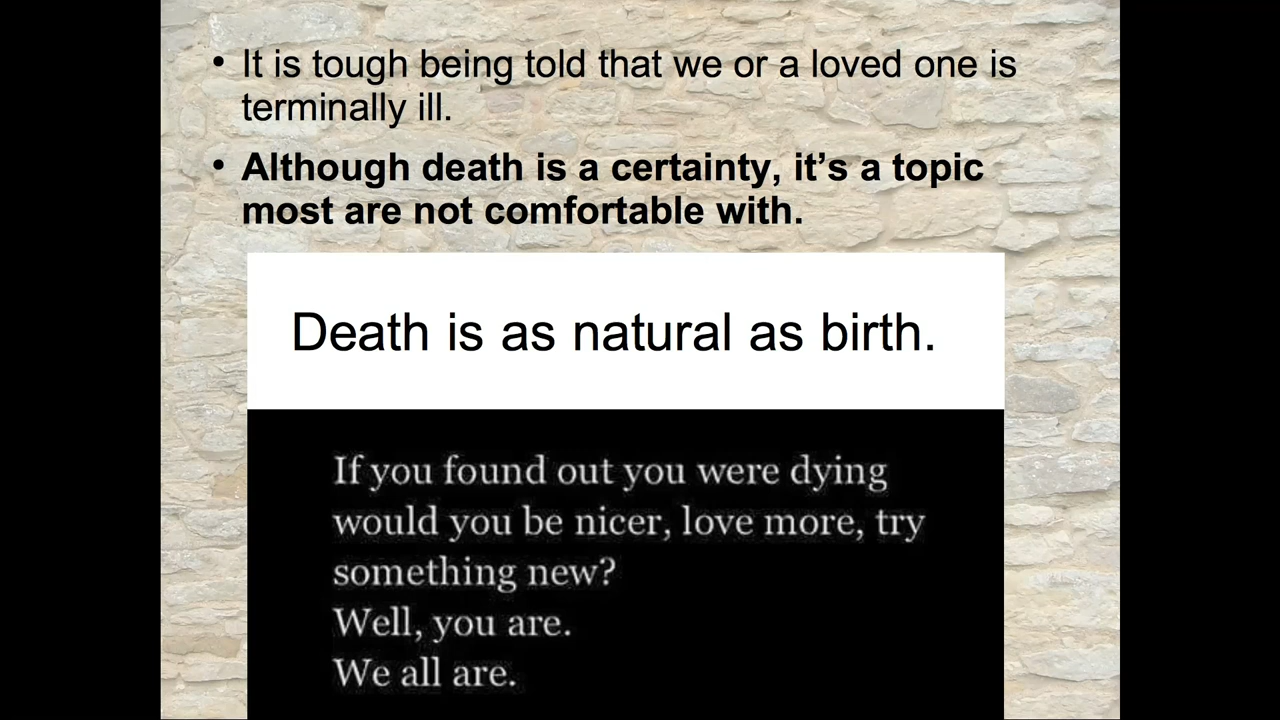 • It is tough being told that we or a loved one is
terminally ill.
• Although death is a certainty, it’s a topic
most are not comfortable with.
Death is as natural as birth.
If you found out you were dying
would you be nicer, love more, try
something new?
Well, you are.
We all are.